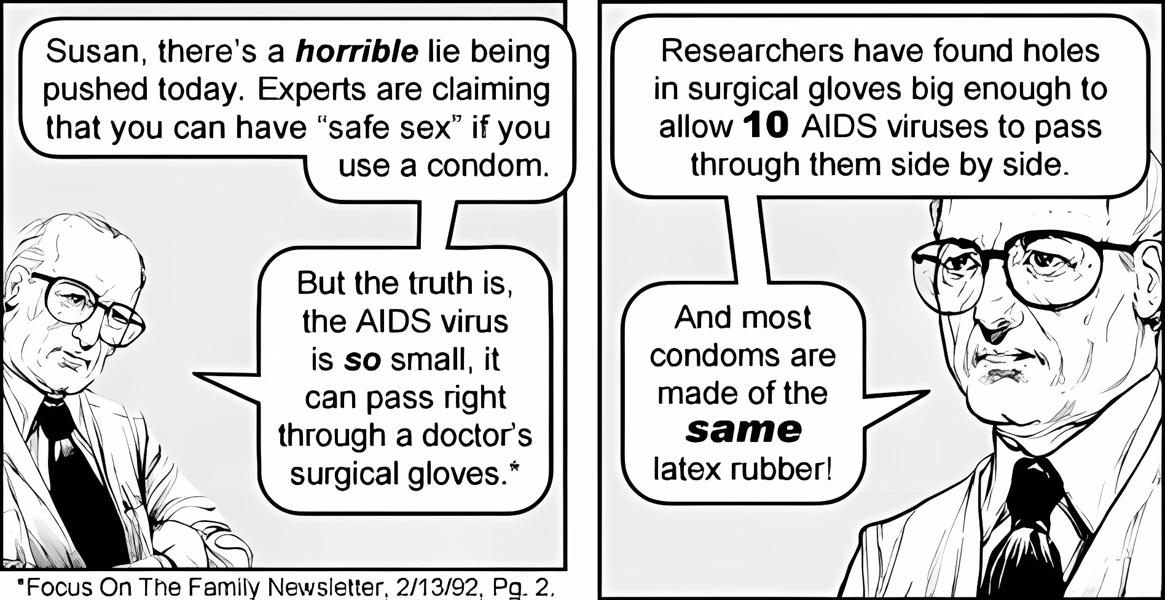 Susan, there's a horrible lie being
pushed today. Experts are claiming
that you can have "safe sex" if you
use a condom.
But the truth is,
the AIDS virus
is so small, it
can pass right
through a doctor's
surgical gloves.*
*Focus On The Family Newsletter, 2/13/92, Pg. 2.
Researchers have found holes
in surgical gloves big enough to
allow 10 AIDS viruses to pass
through them side by side.
And most
condoms are
made of the
same
latex rubber!